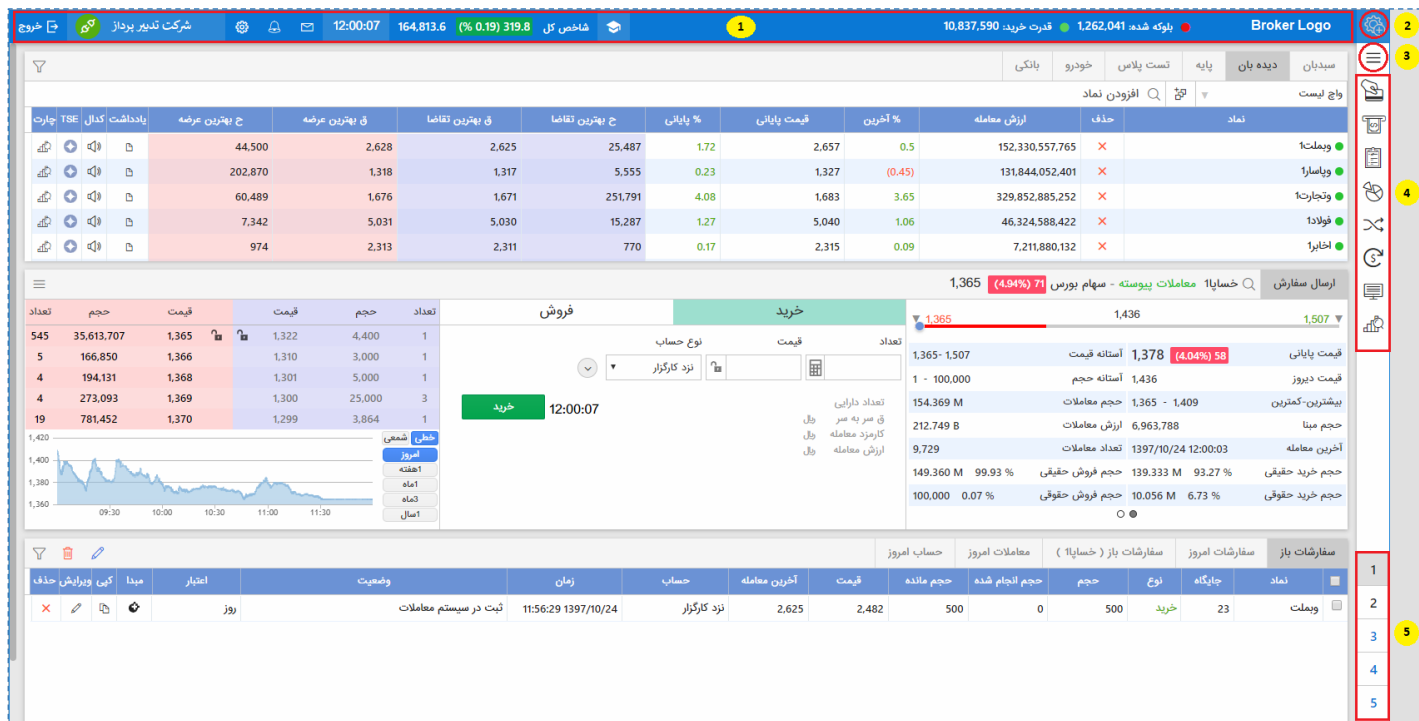 Broker Logo
بلوکه شده: 1,262,041 قدرت خرید: 10,837,590
1
شاخص کل 319.8 (0.19 %) 164,813.6
12:00:07
شرکت تدبیر پرداز
خروج
2
3
4
5
سبدبان دیده بان پایه تست پلاس خودرو بانکی
واچ لیست افزودن نماد
نماد حذف ارزش معامله % آخرین قیمت پایانی % پایانی ح بهترین تقاضا ق بهترین تقاضا ق بهترین عرضه ح بهترین عرضه یادداشت کدال TSE چارت
وبملت1 152,330,557,765 0.5 2,657 1.72 25,487 2,625 2,628 44,500
وپاسار1 131,844,052,401 (0.45) 1,327 0.23 5,555 1,317 1,318 202,870
وتجارت1 329,852,885,252 3.65 1,683 4.08 251,791 1,671 1,676 60,489
فولاد1 46,324,588,422 1.06 5,040 1.27 15,287 5,030 5,031 7,342
اخابر1 7,211,880,132 0.09 2,315 0.17 770 2,311 2,313 974
ارسال سفارش خساپا1 معاملات پیوسته - سهام بورس 71 (4.94%) 1,365
1,507 1,436 1,365
قیمت پایانی 58 (4.04%) 1,378 آستانه قیمت 1,365- 1,507
قیمت دیروز 1,436 آستانه حجم 1 - 100,000
بیشترین-کمترین 1,365 - 1,409 حجم معاملات 154.369 M
حجم مبنا 6,963,788 ارزش معاملات 212.749 B
آخرین معامله 1397/10/24 12:00:03 تعداد معاملات 9,729
حجم خرید حقیقی 139.333 M 93.27 % حجم فروش حقیقی 149.360 M 99.93 %
حجم خرید حقوقی 10.056 M 6.73 % حجم فروش حقوقی 100,000 0.07 %
خرید فروش
تعداد قیمت نوع حساب
نزد کارگزار
تعداد دارایی
ق سر به سر ریال
کارمزد معامله ریال
ارزش معامله ریال
12:00:07 خرید
تعداد حجم قیمت قیمت حجم تعداد
1 4,400 1,322 1,365 35,613,707 545
1 3,000 1,310 1,366 166,850 5
1 5,000 1,301 1,368 194,131 4
3 25,000 1,300 1,369 273,093 4
1 3,864 1,299 1,370 781,452 19
خطی شمعی
امروز
1هفته
1ماه
3ماه
1سال
1,420
1,400
1,380
1,360
09:30 10:00 10:30 11:00 11:30
سفارشات باز سفارشات امروز سفارشات باز ( خساپا1 ) معاملات امروز حساب امروز
نماد جایگاه نوع حجم حجم انجام شده حجم مانده قیمت آخرین معامله حساب زمان وضعیت اعتبار مبدا کپی ویرایش حذف
وبملت 23 خرید 500 0 500 2,482 2,625 نزد کارگزار 11:56:29 1397/10/24 ثبت در سیستم معاملات روز
1
2
3
4
5